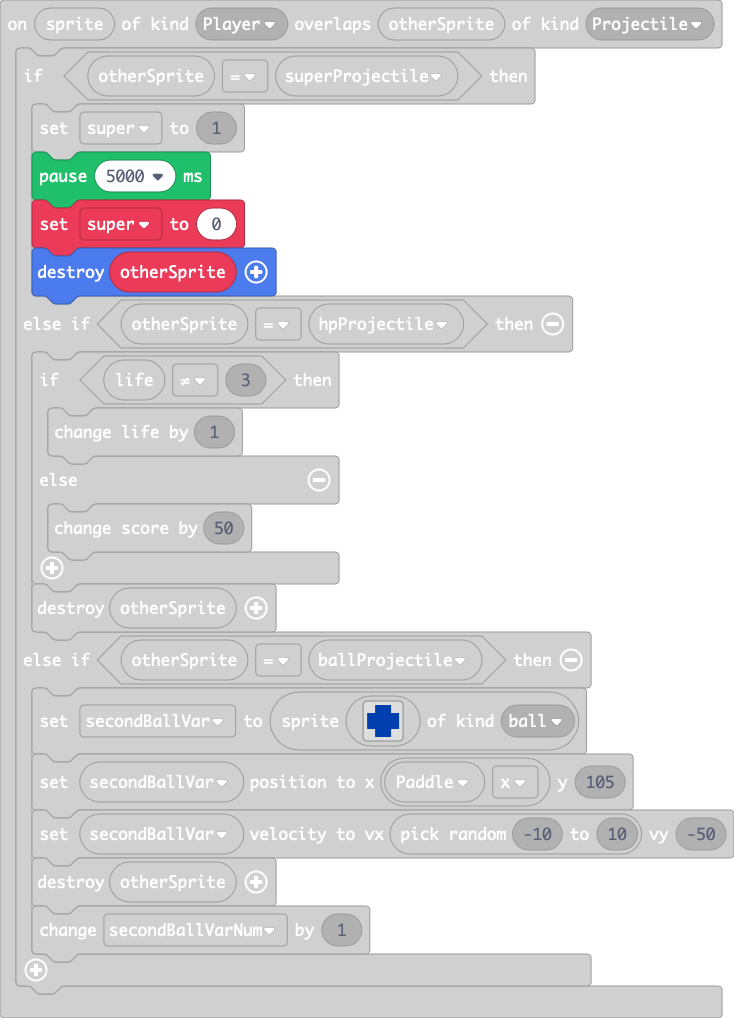 on sprite of kind Player overlaps otherSprite of kind Projectile
if otherSprite = superProjectile then
set super to 1
pause 5000 ms
set super to 0
destroy otherSprite
else if otherSprite = hpProjectile then
if life ≠ 3 then
change life by 1
else
change score by 50
destroy otherSprite
else if otherSprite = ballProjectile then
set secondBallVar to sprite of kind ball
set secondBallVar position to x Paddle x y 105
set secondBallVar velocity to vx pick random -10 to 10 vy -50
destroy otherSprite
change secondBallVarNum by 1